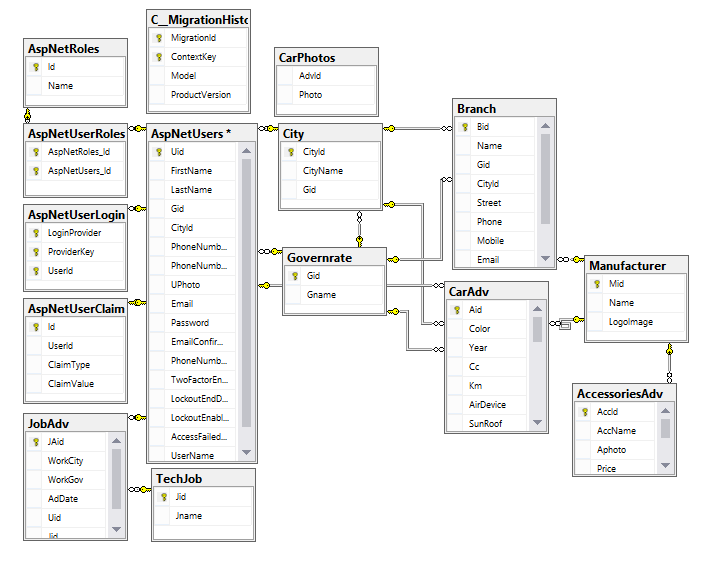 C__MigrationHisto
MigrationId
ContextKey
Model
ProductVersion
AspNetRoles
Id
Name
CarPhotos
AdvId
Photo
Branch
Bid
Name
Gid
CityId
Street
Phone
Mobile
Email
AspNetUserRoles
AspNetRoles_Id
AspNetUsers_Id
AspNetUsers *
Uid
FirstName
LastName
Gid
CityId
PhoneNumb...
PhoneNumb...
UPhoto
Email
Password
EmailConfir...
PhoneNumb...
TwoFactorEn...
LockoutEndD...
LockoutEnabl...
AccessFailed...
UserName
City
CityId
CityName
Gid
AspNetUserLogin
LoginProvider
ProviderKey
UserId
Governrate
Gid
Gname
Manufacturer
Mid
Name
LogoImage
CarAdv
Aid
Color
Year
Cc
Km
AirDevice
SunRoof
AspNetUserClaim
Id
UserId
ClaimType
ClaimValue
AccessoriesAdv
AccId
AccName
Aphoto
Price
JobAdv
JAid
WorkCity
WorkGov
AdDate
Uid
Jid
TechJob
Jid
Jname